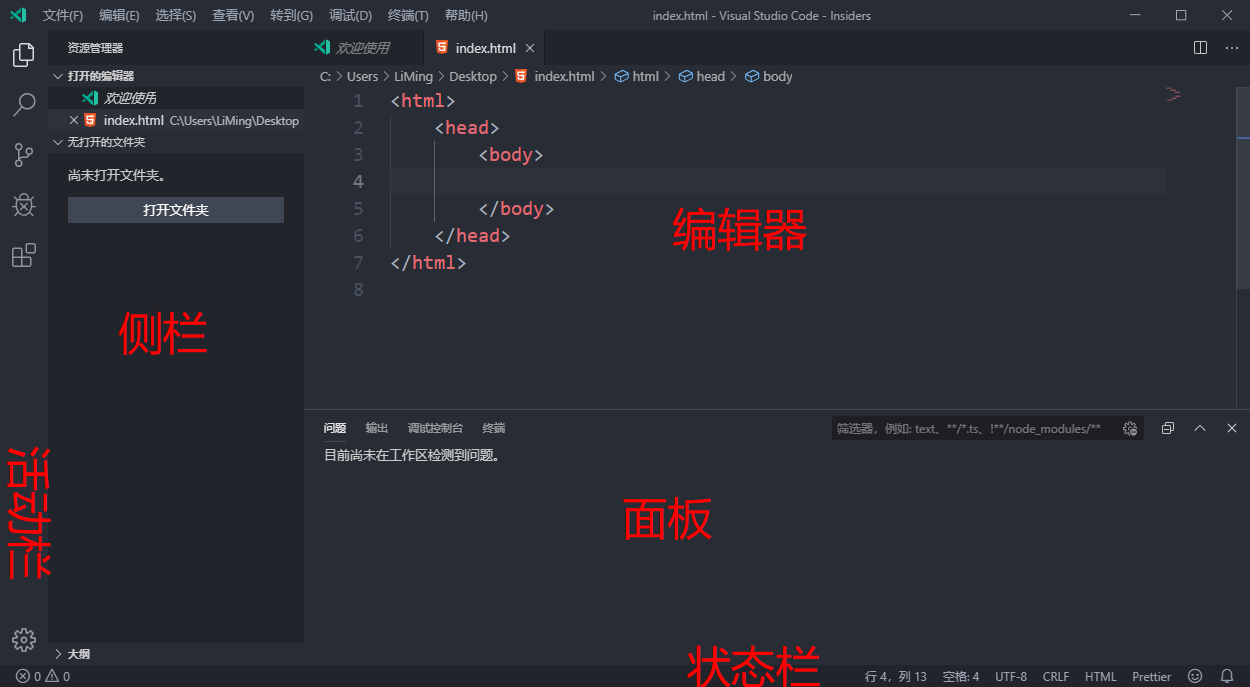 文件(F) 编辑(E) 选择(S) 查看(V) 转到(G) 调试(D) 终端(T) 帮助(H) index.html - Visual Studio Code - Insiders
资源管理器
打开的编辑器
欢迎使用
index.html C:\Users\LiMing\Desktop
无打开的文件夹
尚未打开文件夹。
打开文件夹
侧栏
活动栏
大纲
欢迎使用 index.html
C: > Users > LiMing > Desktop > index.html > html > head > body
1 <html>
2 <head>
3 <body>
4
5 </body>
6 </head>
7 </html>
8
编辑器
问题 输出 调试控制台 终端 筛选器，例如: text、**/*.ts、!**/node_modules/**
目前尚未在工作区检测到问题。
面板
状态栏
0 0 行 4，列 13 空格: 4 UTF-8 CRLF HTML Prettier